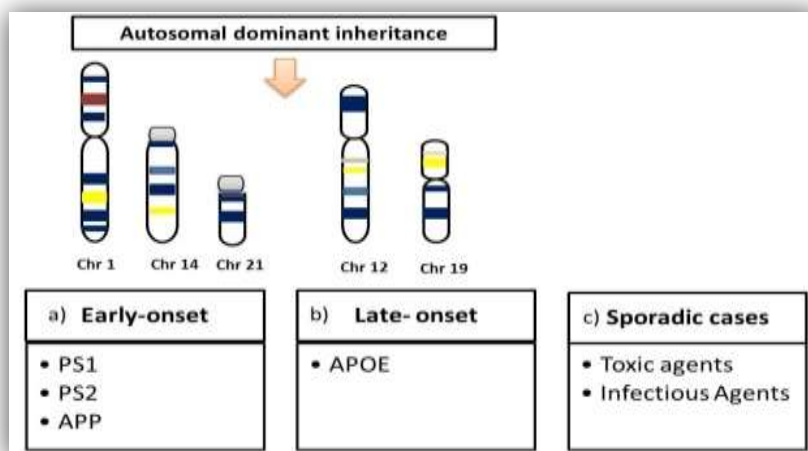 Autosomal dominant inheritance
Chr 1 Chr 14 Chr 21 Chr 12 Chr 19
a) Early-onset
• PS1
• PS2
• APP
b) Late- onset
• APOE
c) Sporadic cases
• Toxic agents
• Infectious Agents